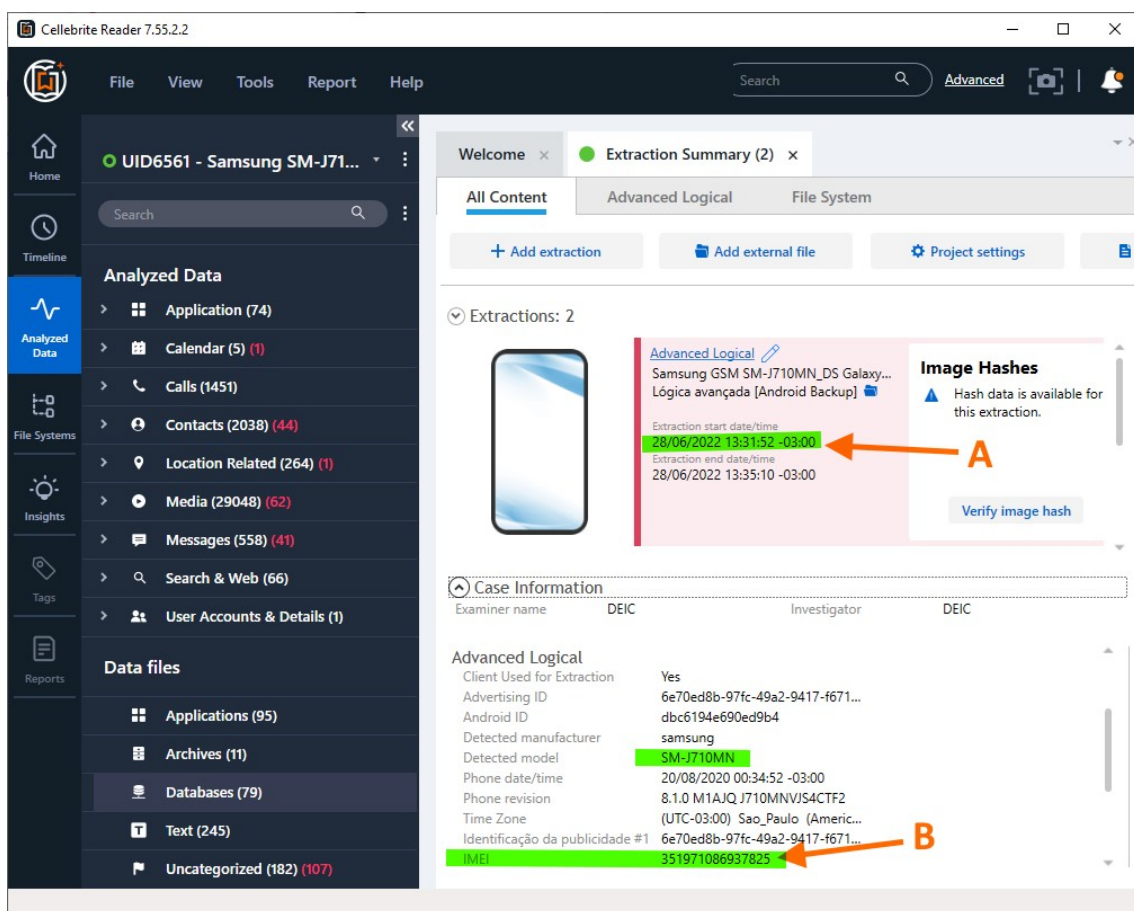 Cellebrite Reader 7.55.2.2
File View Tools Report Help Search Advanced
Home
Timeline
Analyzed
Data
File Systems
Insights
Tags
Reports
UID6561 - Samsung SM-J71...
Search
Analyzed Data
Application (74)
Calendar (5) (1)
Calls (1451)
Contacts (2038) (44)
Location Related (264) (1)
Media (29048) (62)
Messages (558) (41)
Search & Web (66)
User Accounts & Details (1)
Data files
Applications (95)
Archives (11)
Databases (79)
Text (245)
Uncategorized (182) (107)
Welcome Extraction Summary (2)
All Content Advanced Logical File System
Add extraction Add external file Project settings
Extractions: 2
Advanced Logical
Samsung GSM SM-J710MN_DS Galaxy...
Lógica avançada [Android Backup]
Extraction start date/time
28/06/2022 13:31:52 -03:00
Extraction end date/time
28/06/2022 13:35:10 -03:00
A
Image Hashes
Hash data is available for
this extraction.
Verify image hash
Case Information
Examiner name DEIC Investigator DEIC
Advanced Logical
Client Used for Extraction Yes
Advertising ID 6e70ed8b-97fc-49a2-9417-f671...
Android ID dbc6194e690ed9b4
Detected manufacturer samsung
Detected model SM-J710MN
Phone date/time 20/08/2020 00:34:52 -03:00
Phone revision 8.1.0 M1AJQ J710MNVJS4CTF2
Time Zone (UTC-03:00) Sao_Paulo (Americ...
Identificação da publicidade #1 6e70ed8b-97fc-49a2-9417-f671...
IMEI 351971086937825
B